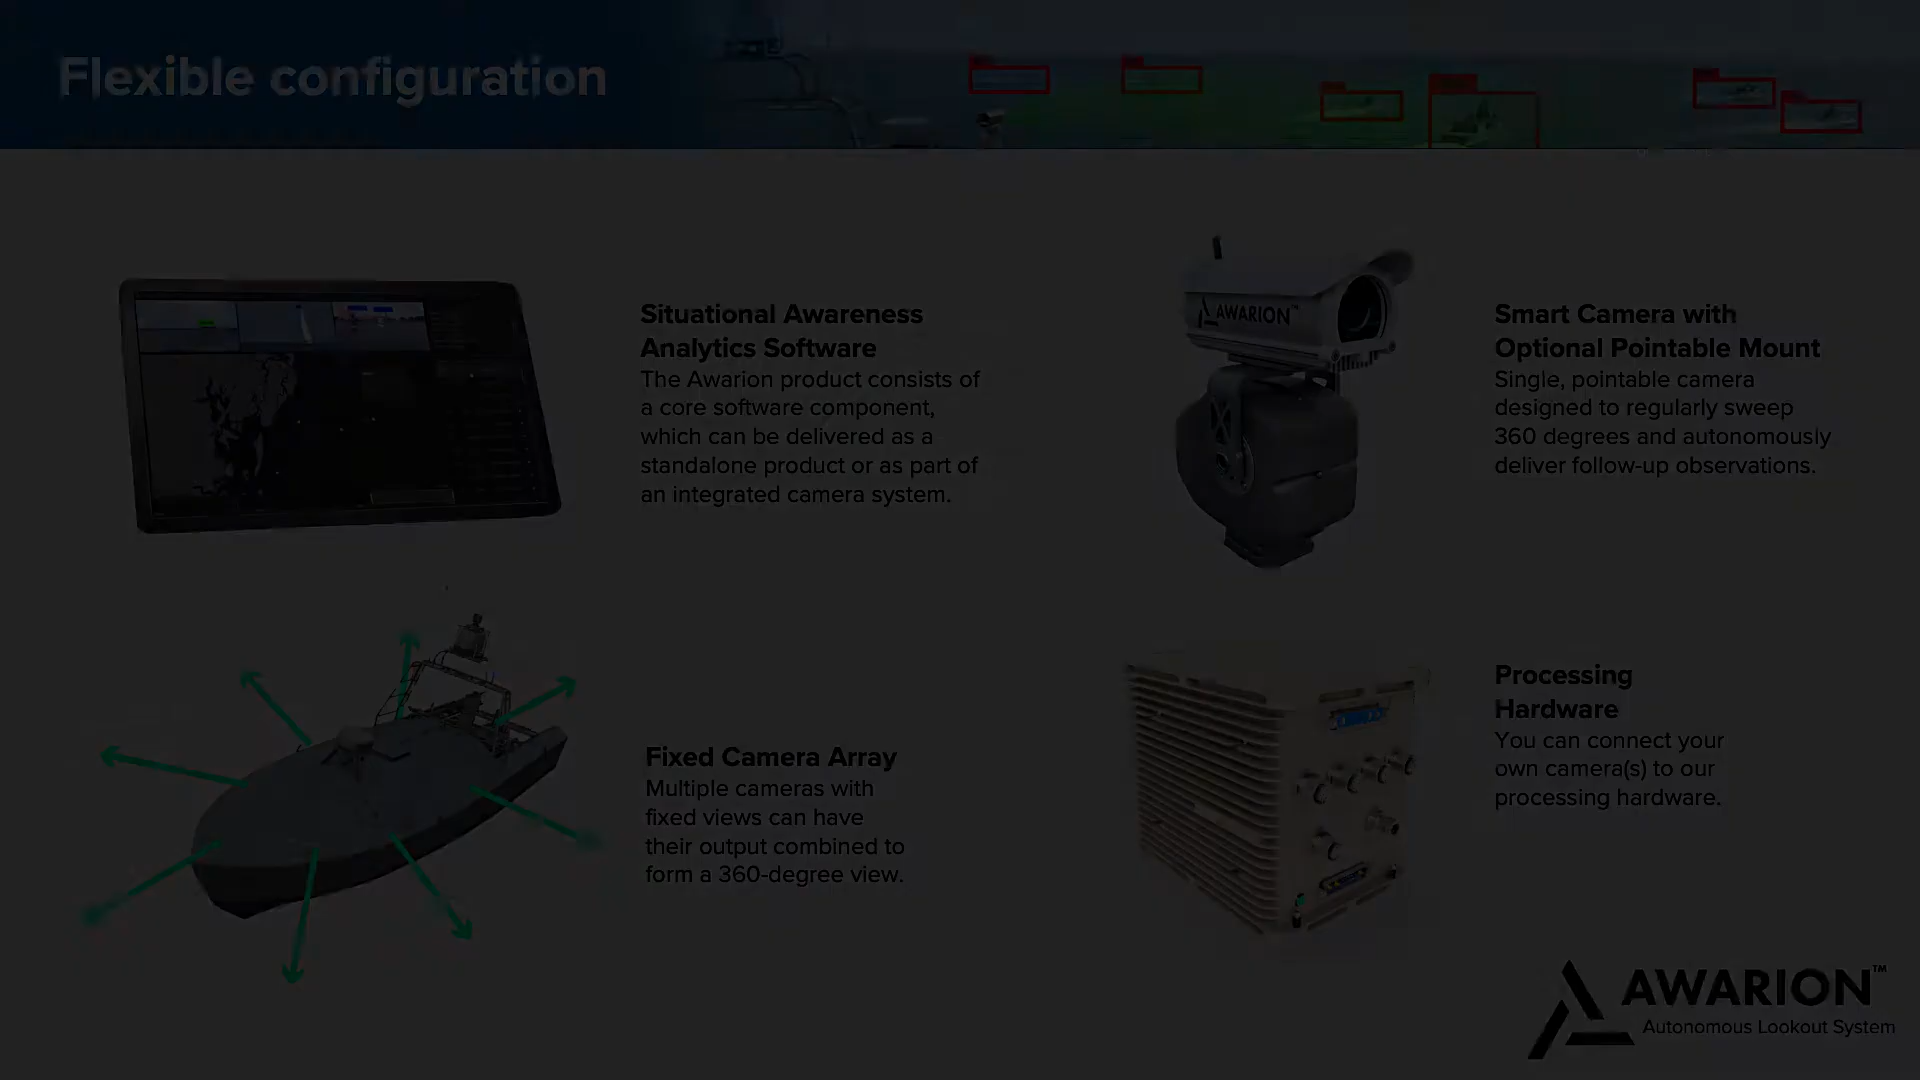 Flexible configuration
Situational Awareness
Analytics Software
The Awarion product consists of
a core software component,
which can be delivered as a
standalone product or as part of
an integrated camera system.
AWARION™
Smart Camera with
Optional Pointable Mount
Single, pointable camera
designed to regularly sweep
360 degrees and autonomously
deliver follow-up observations.
Fixed Camera Array
Multiple cameras with
fixed views can have
their output combined to
form a 360-degree view.
Processing
Hardware
You can connect your
own camera(s) to our
processing hardware.
AWARION™
Autonomous Lookout System